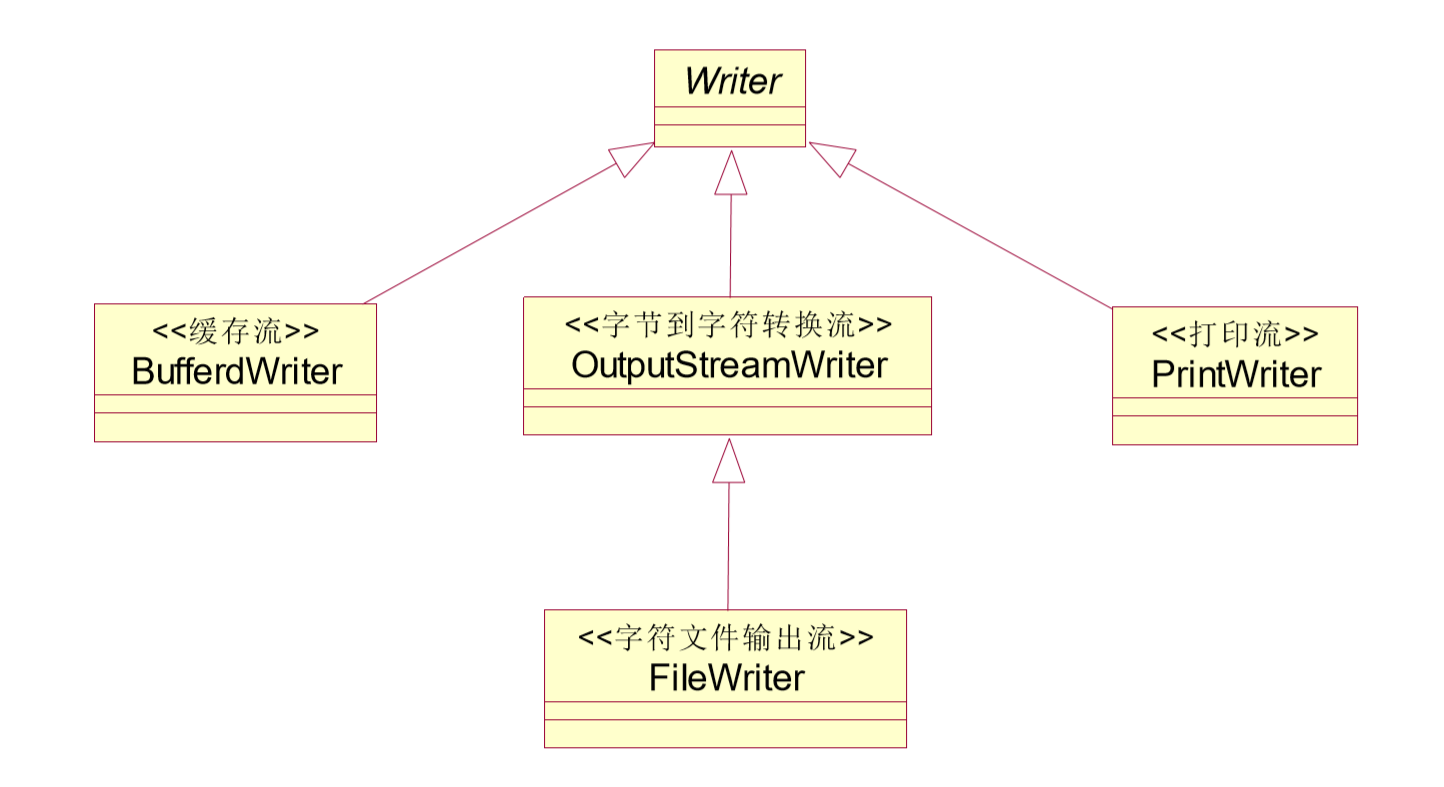 Writer
<<缓存流>>
BufferdWriter
<<字节到字符转换流>>
OutputStreamWriter
<<打印流>>
PrintWriter
<<字符文件输出流>>
FileWriter